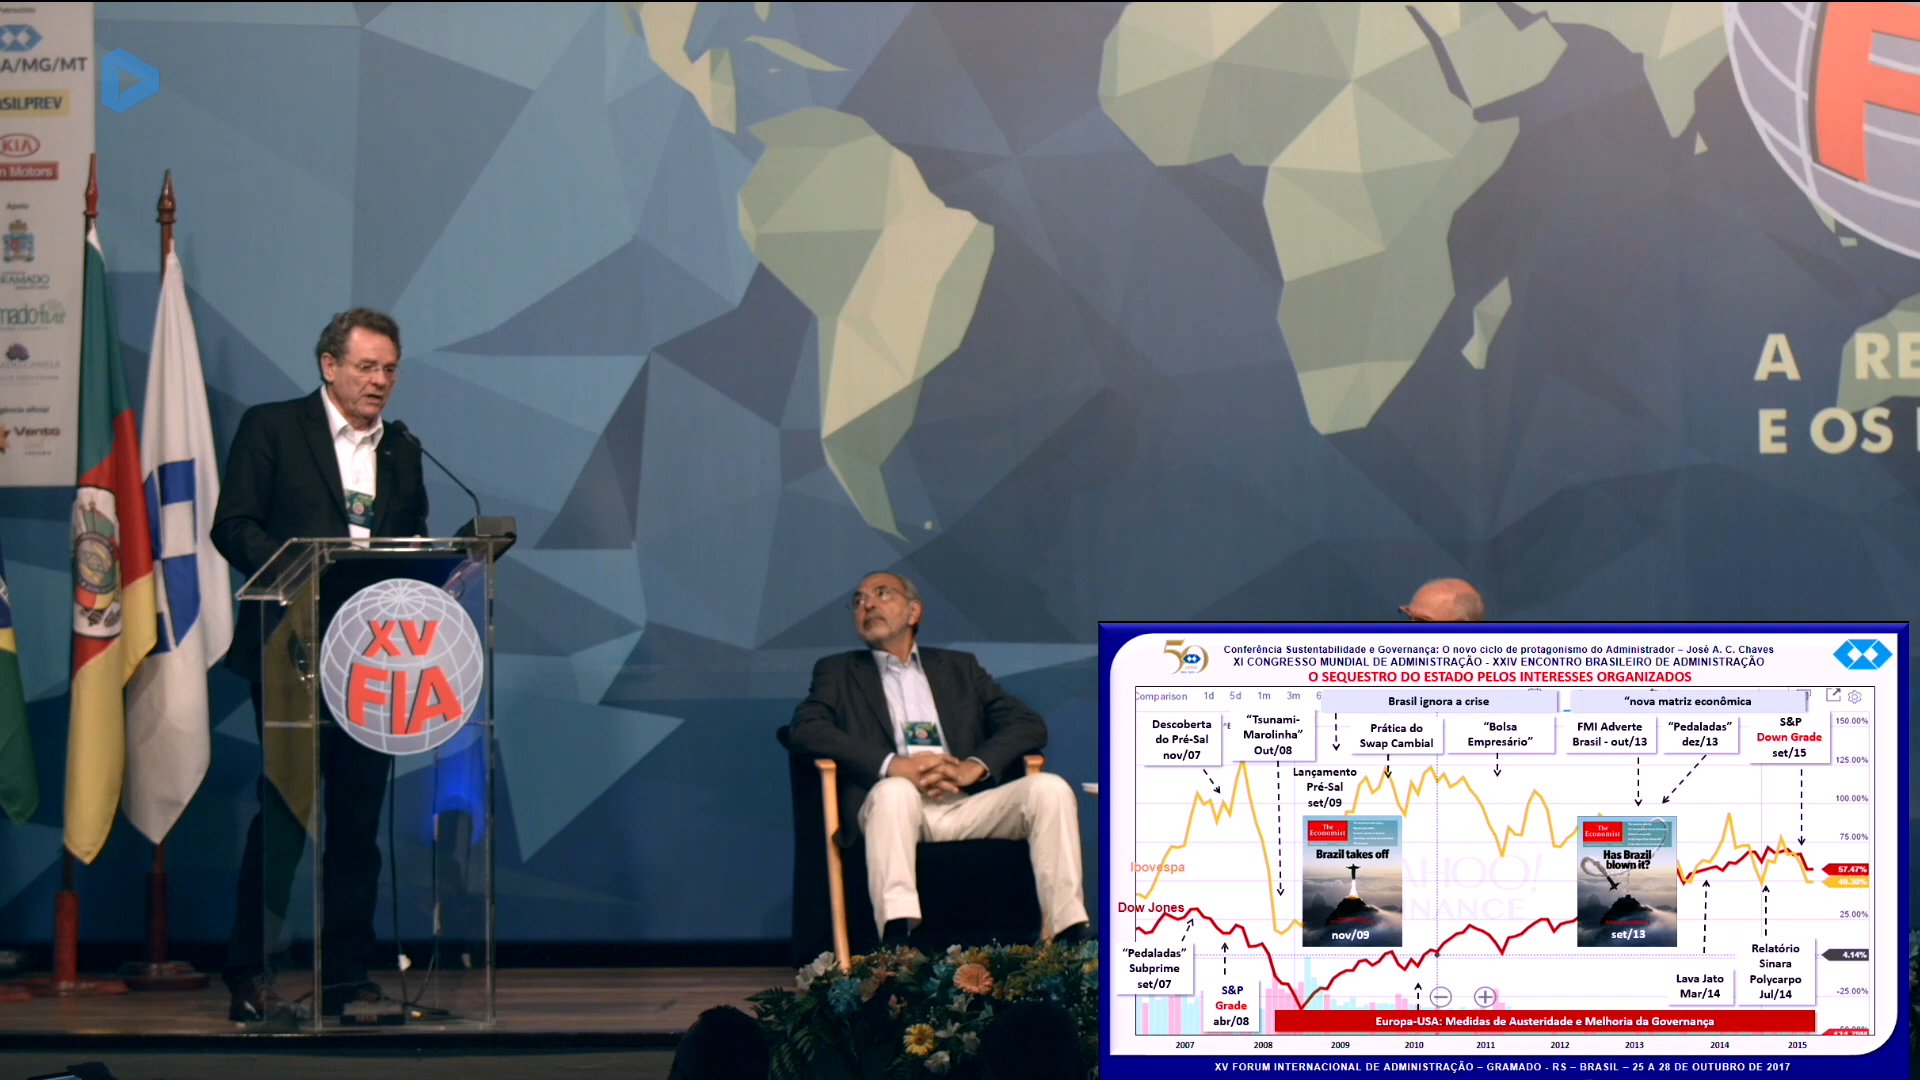 Patrocínio
A/MG/MT
SILPREV
KIA
Motors
Apoio
RAMADO
Vento
XV
FIA
A RE
E OS
50
Conferência Sustentabilidade e Governança: O novo ciclo de protagonismo do Administrador – José A. C. Chaves
XI CONGRESSO MUNDIAL DE ADMINISTRAÇÃO - XXIV ENCONTRO BRASILEIRO DE ADMINISTRAÇÃO
O SEQUESTRO DO ESTADO PELOS INTERESSES ORGANIZADOS
Comparison 1d 5d 1m 3m 6
Brasil ignora a crise
“nova matriz econômica
Descoberta
do Pré-Sal
nov/07
“Tsunami-
Marolinha”
Out/08
Lançamento
Pré-Sal
set/09
Prática do
Swap Cambial
“Bolsa
Empresário”
FMI Adverte
Brasil - out/13
“Pedaladas”
dez/13
S&P
Down Grade
set/15
150.00%
125.00%
100.00%
75.00%
57.47%
49.39%
25.00%
4.14%
-25.00%
Ibovespa
Dow Jones
The
Economist
Brazil takes off
nov/09
The
Economist
Has Brazil
blown it?
set/13
YAHOO!
FINANCE
“Pedaladas”
Subprime
set/07
S&P
Grade
abr/08
Lava Jato
Mar/14
Relatório
Sinara
Polycarpo
Jul/14
Europa-USA: Medidas de Austeridade e Melhoria da Governança
2007 2008 2009 2010 2011 2012 2013 2014 2015
XV FORUM INTERNACIONAL DE ADMINISTRAÇÃO – GRAMADO - RS – BRASIL – 25 A 28 DE OUTUBRO DE 2017